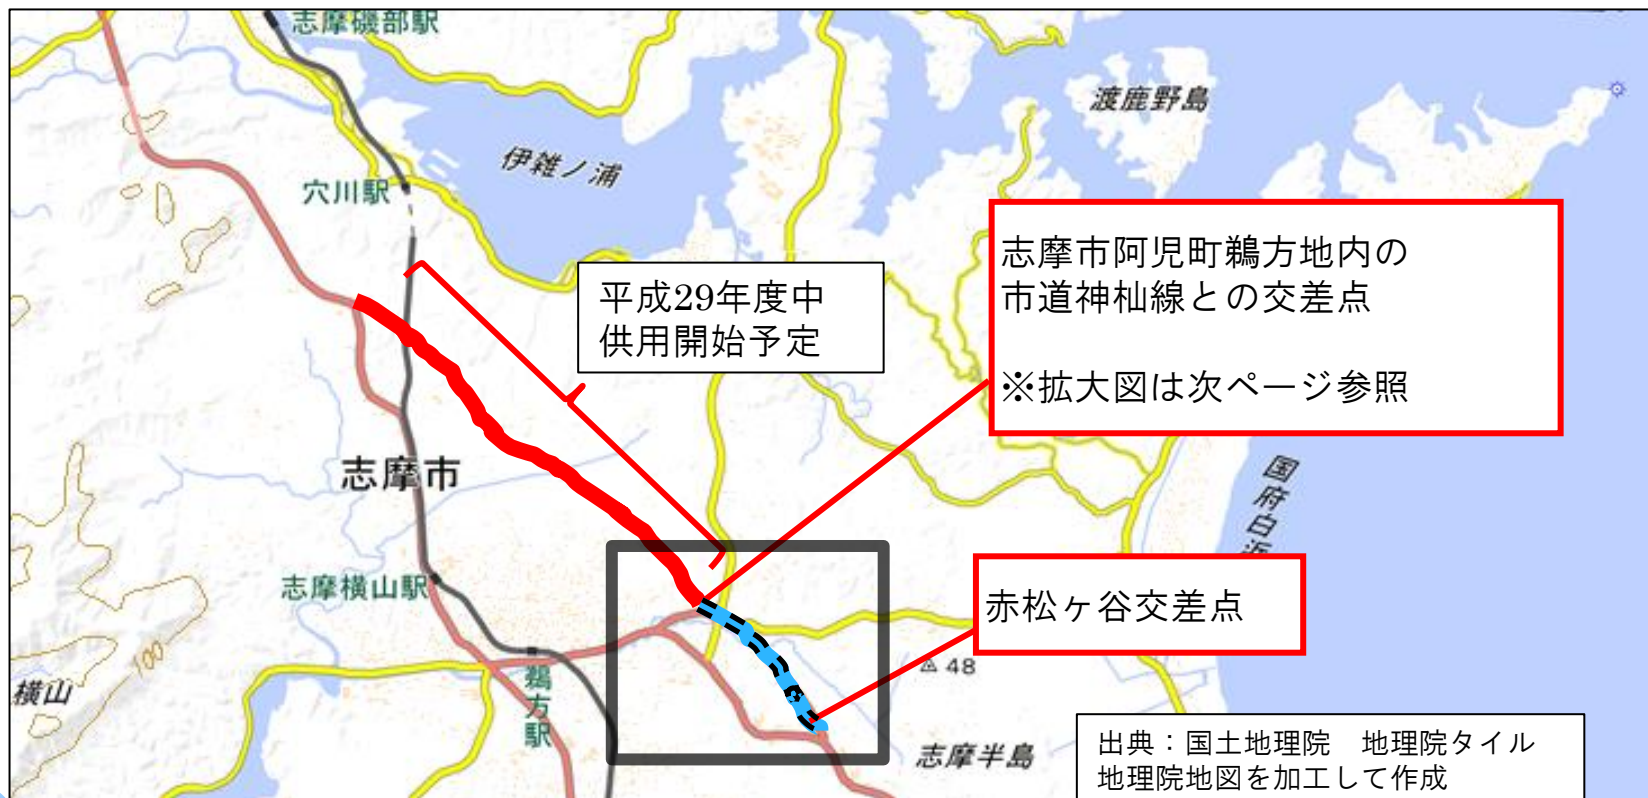 志摩磯部駅
渡鹿野島
伊雑ノ浦
穴川駅
志摩市阿児町鵜方地内の
市道神杣線との交差点
※拡大図は次ページ参照
平成29年度中
供用開始予定
志摩市
国府白浜
志摩横山駅
赤松ヶ谷交差点
100
横山
鵜方駅
48
志摩半島
出典：国土地理院　地理院タイル
地理院地図を加工して作成